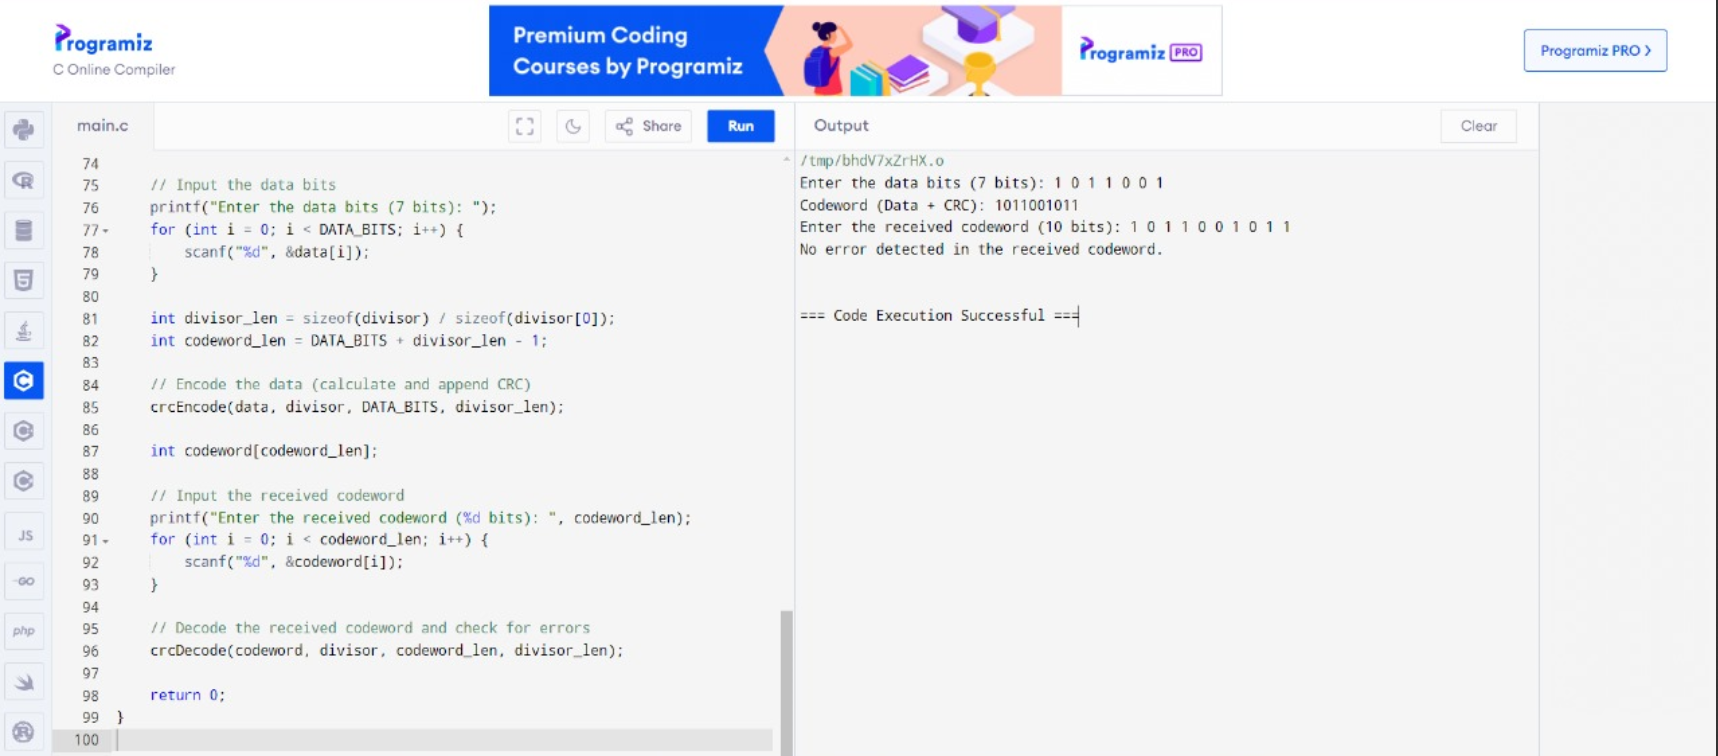 Programiz
C Online Compiler
Premium Coding
Courses by Programiz
Programiz PRO
Programiz PRO >
main.c
Share
Run
Output
Clear
74
75 // Input the data bits
76 printf("Enter the data bits (7 bits): ");
77 for (int i = 0; i < DATA_BITS; i++) {
78 scanf("%d", &data[i]);
79 }
80
81 int divisor_len = sizeof(divisor) / sizeof(divisor[0]);
82 int codeword_len = DATA_BITS + divisor_len - 1;
83
84 // Encode the data (calculate and append CRC)
85 crcEncode(data, divisor, DATA_BITS, divisor_len);
86
87 int codeword[codeword_len];
88
89 // Input the received codeword
90 printf("Enter the received codeword (%d bits): ", codeword_len);
91 for (int i = 0; i < codeword_len; i++) {
92 scanf("%d", &codeword[i]);
93 }
94
95 // Decode the received codeword and check for errors
96 crcDecode(codeword, divisor, codeword_len, divisor_len);
97
98 return 0;
99 }
100
/tmp/bhdV7xZrHX.o
Enter the data bits (7 bits): 1 0 1 1 0 0 1
Codeword (Data + CRC): 1011001011
Enter the received codeword (10 bits): 1 0 1 1 0 0 1 0 1 1
No error detected in the received codeword.
=== Code Execution Successful ===
R
5
C
C
C
JS
GO
php
R